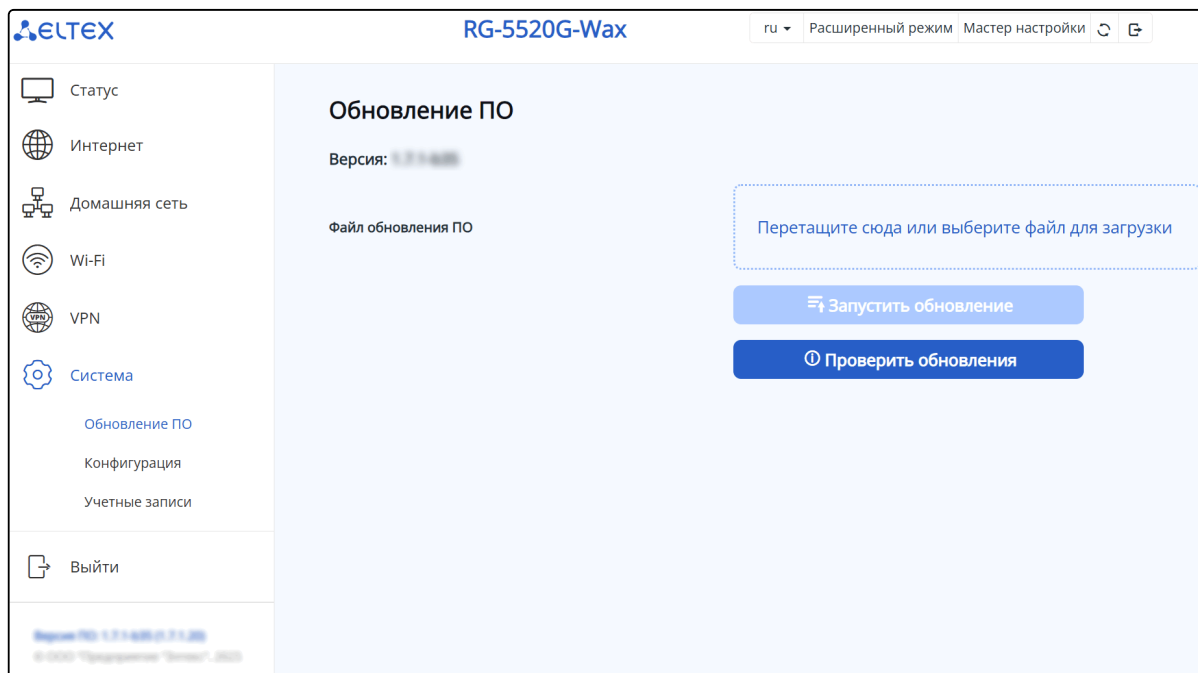 ELTEX
RG-5520G-Wax
ru
Расширенный режим
Мастер настройки
Статус
Интернет
Домашняя сеть
Wi-Fi
VPN
VPN
Система
Обновление ПО
Конфигурация
Учетные записи
Выйти
Обновление ПО
Версия:
Файл обновления ПО
Перетащите сюда или выберите файл для загрузки
Запустить обновление
Проверить обновления